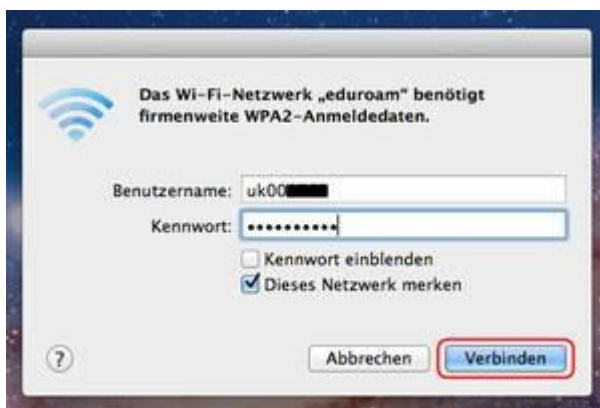 Das Wi-Fi-Netzwerk „eduroam“ benötigt
firmenweite WPA2-Anmeldedaten.
Benutzername: uk00
Kennwort: ••••••••••
Kennwort einblenden
Dieses Netzwerk merken
? Abbrechen Verbinden